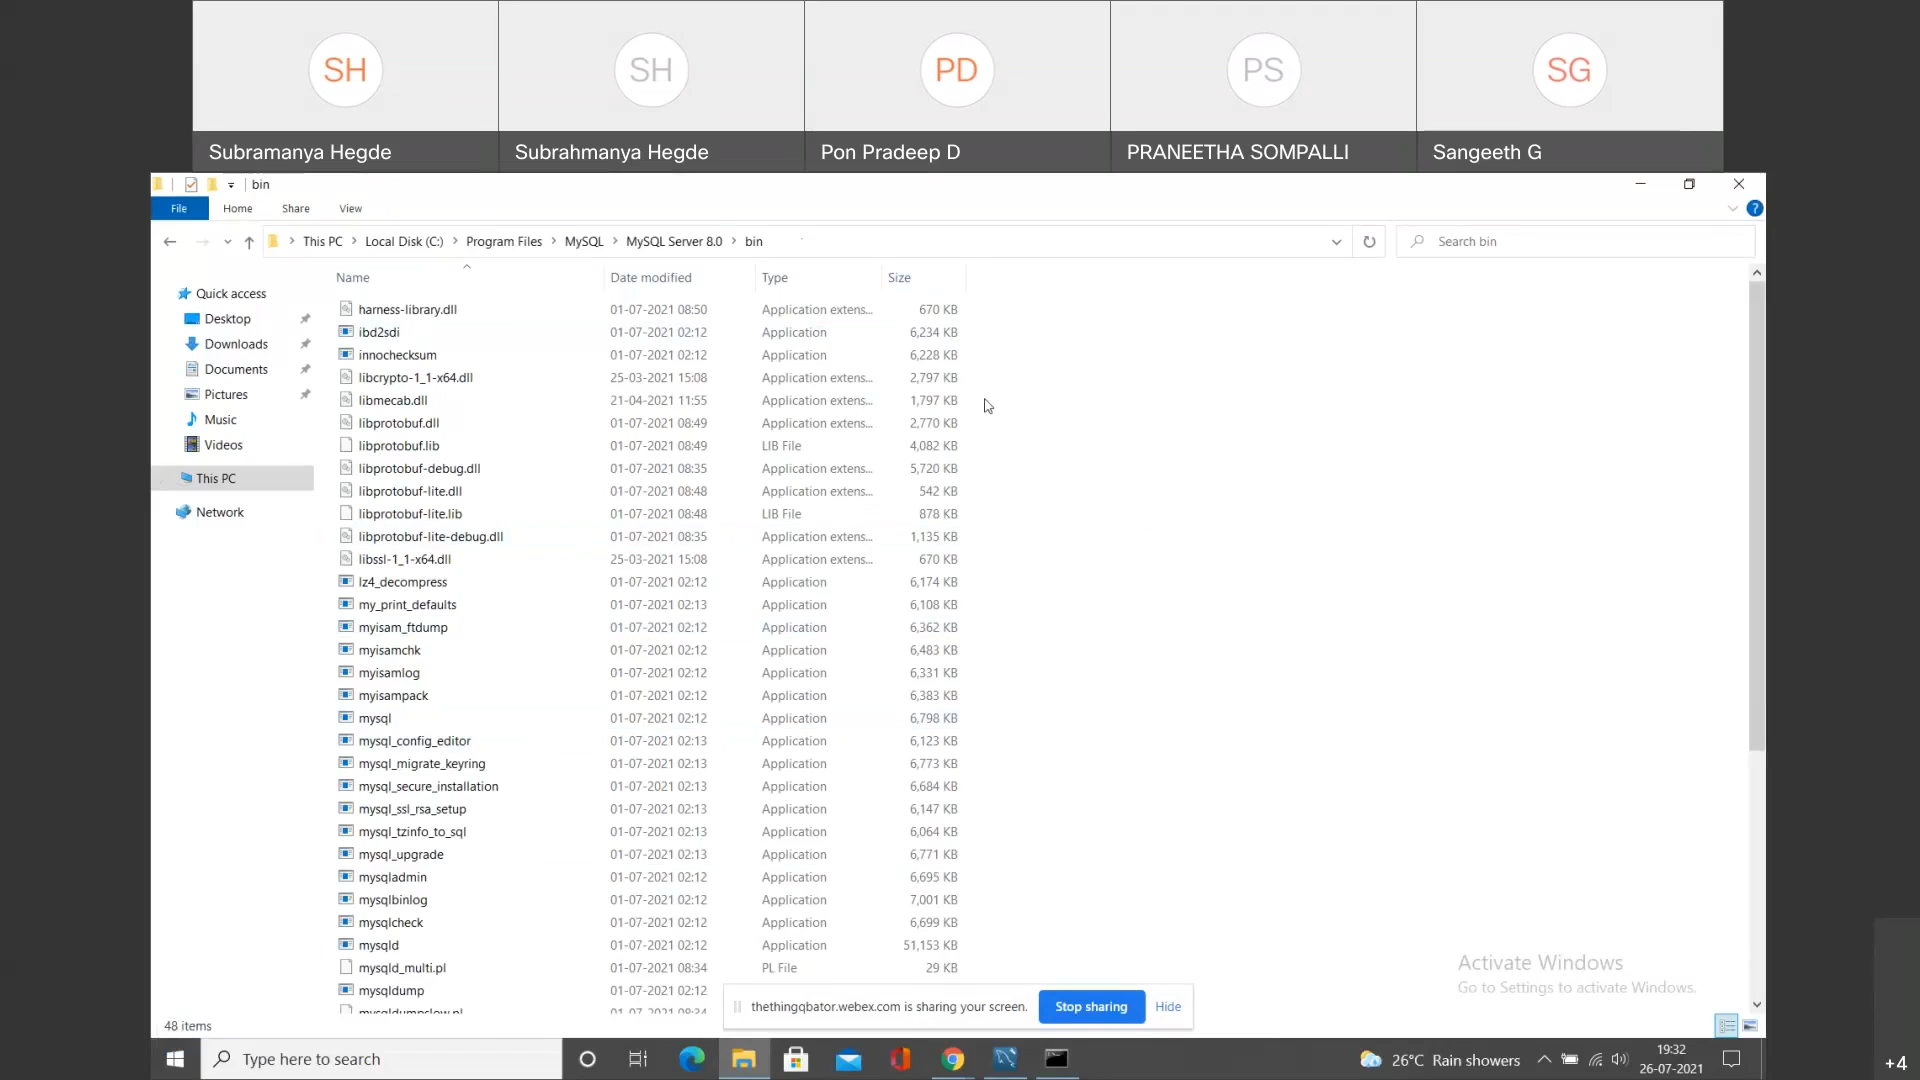 SH SH PD PS SG
Subramanya Hegde Subrahmanya Hegde Pon Pradeep D PRANEETHA SOMPALLI Sangeeth G
bin
File Home Share View
This PC Local Disk (C:) Program Files MySQL MySQL Server 8.0 bin
Search bin
Quick access
Desktop
Downloads
Documents
Pictures
Music
Videos
This PC
Network
Name Date modified Type Size
harness-library.dll 01-07-2021 08:50 Application extens... 670 KB
ibd2sdi 01-07-2021 02:12 Application 6,234 KB
innochecksum 01-07-2021 02:12 Application 6,228 KB
libcrypto-1_1-x64.dll 25-03-2021 15:08 Application extens... 2,797 KB
libmecab.dll 21-04-2021 11:55 Application extens... 1,797 KB
libprotobuf.dll 01-07-2021 08:49 Application extens... 2,770 KB
libprotobuf.lib 01-07-2021 08:49 LIB File 4,082 KB
libprotobuf-debug.dll 01-07-2021 08:35 Application extens... 5,720 KB
libprotobuf-lite.dll 01-07-2021 08:48 Application extens... 542 KB
libprotobuf-lite.lib 01-07-2021 08:48 LIB File 878 KB
libprotobuf-lite-debug.dll 01-07-2021 08:35 Application extens... 1,135 KB
libssl-1_1-x64.dll 25-03-2021 15:08 Application extens... 670 KB
lz4_decompress 01-07-2021 02:12 Application 6,174 KB
my_print_defaults 01-07-2021 02:13 Application 6,108 KB
myisam_ftdump 01-07-2021 02:12 Application 6,362 KB
myisamchk 01-07-2021 02:12 Application 6,483 KB
myisamlog 01-07-2021 02:12 Application 6,331 KB
myisampack 01-07-2021 02:12 Application 6,383 KB
mysql 01-07-2021 02:12 Application 6,798 KB
mysql_config_editor 01-07-2021 02:13 Application 6,123 KB
mysql_migrate_keyring 01-07-2021 02:13 Application 6,773 KB
mysql_secure_installation 01-07-2021 02:13 Application 6,684 KB
mysql_ssl_rsa_setup 01-07-2021 02:13 Application 6,147 KB
mysql_tzinfo_to_sql 01-07-2021 02:13 Application 6,064 KB
mysql_upgrade 01-07-2021 02:13 Application 6,771 KB
mysqladmin 01-07-2021 02:12 Application 6,695 KB
mysqlbinlog 01-07-2021 02:12 Application 7,001 KB
mysqlcheck 01-07-2021 02:12 Application 6,699 KB
mysqld 01-07-2021 02:12 Application 51,153 KB
mysqld_multi.pl 01-07-2021 08:34 PL File 29 KB
mysqldump 01-07-2021 02:12
mysqldumpslow.pl 01-07-2021 08:34
Activate Windows
Go to Settings to activate Windows.
thethingqbator.webex.com is sharing your screen. Stop sharing Hide
48 items
Type here to search
26°C Rain showers
19:32
26-07-2021
+4